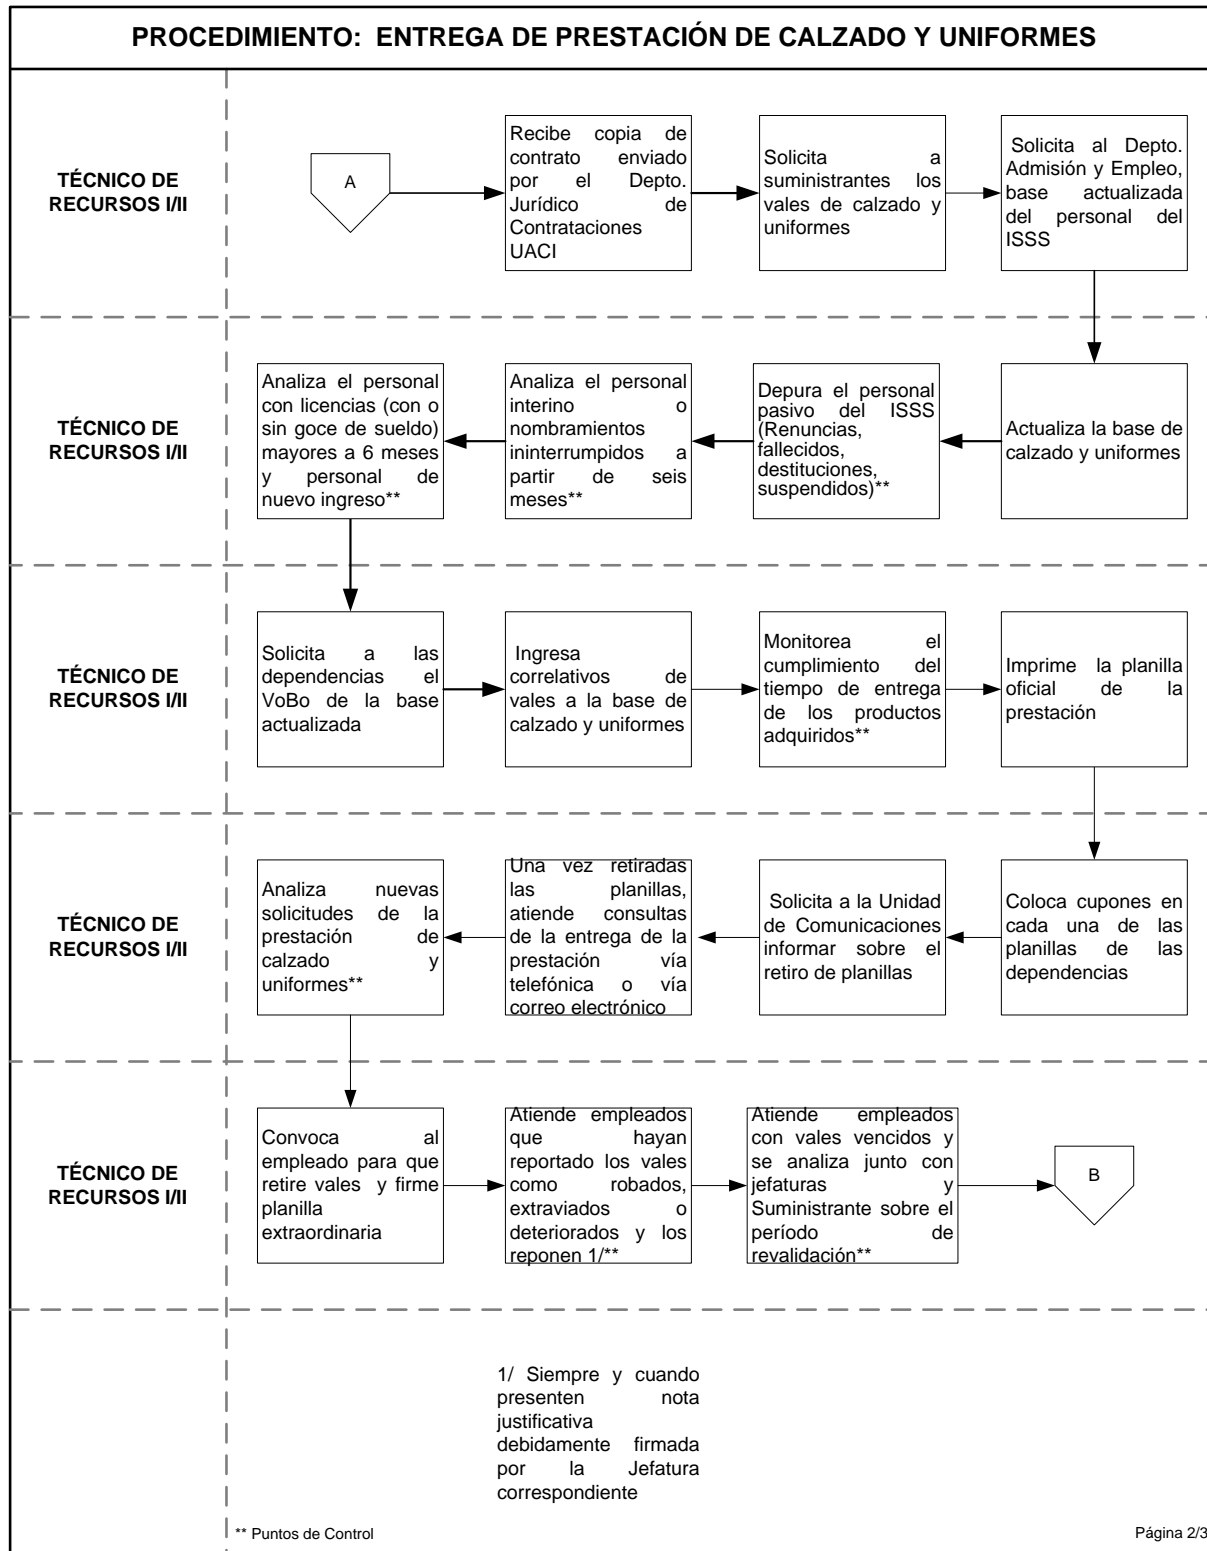 PROCEDIMIENTO: ENTREGA DE PRESTACIÓN DE CALZADO Y UNIFORMES
TÉCNICO DE
RECURSOS I/II
A
Recibe copia de
contrato enviado
por el Depto.
Jurídico de
Contrataciones
UACI
Solicita a
suministrantes los
vales de calzado y
uniformes
Solicita al Depto.
Admisión y Empleo,
base actualizada
del personal del
ISSS
TÉCNICO DE
RECURSOS I/II
Analiza el personal
con licencias (con o
sin goce de sueldo)
mayores a 6 meses
y personal de
nuevo ingreso**
Analiza el personal
interino o
nombramientos
ininterrumpidos a
partir de seis
meses**
Depura el personal
pasivo del ISSS
(Renuncias,
fallecidos,
destituciones,
suspendidos)**
Actualiza la base de
calzado y uniformes
TÉCNICO DE
RECURSOS I/II
Solicita a las
dependencias el
VoBo de la base
actualizada
Ingresa
correlativos de
vales a la base de
calzado y uniformes
Monitorea el
cumplimiento del
tiempo de entrega
de los productos
adquiridos**
Imprime la planilla
oficial de la
prestación
TÉCNICO DE
RECURSOS I/II
Analiza nuevas
solicitudes de la
prestación de
calzado y
uniformes**
Una vez retiradas
las planillas,
atiende consultas
de la entrega de la
prestación vía
telefónica o vía
correo electrónico
Solicita a la Unidad
de Comunicaciones
informar sobre el
retiro de planillas
Coloca cupones en
cada una de las
planillas de las
dependencias
TÉCNICO DE
RECURSOS I/II
Convoca al
empleado para que
retire vales y firme
planilla
extraordinaria
Atiende empleados
que hayan
reportado los vales
como robados,
extraviados o
deteriorados y los
reponen 1/**
Atiende empleados
con vales vencidos y
se analiza junto con
jefaturas y
Suministrante sobre el
período de
revalidación**
B
1/ Siempre y cuando
presenten nota
justificativa
debidamente firmada
por la Jefatura
correspondiente
** Puntos de Control
Página 2/3